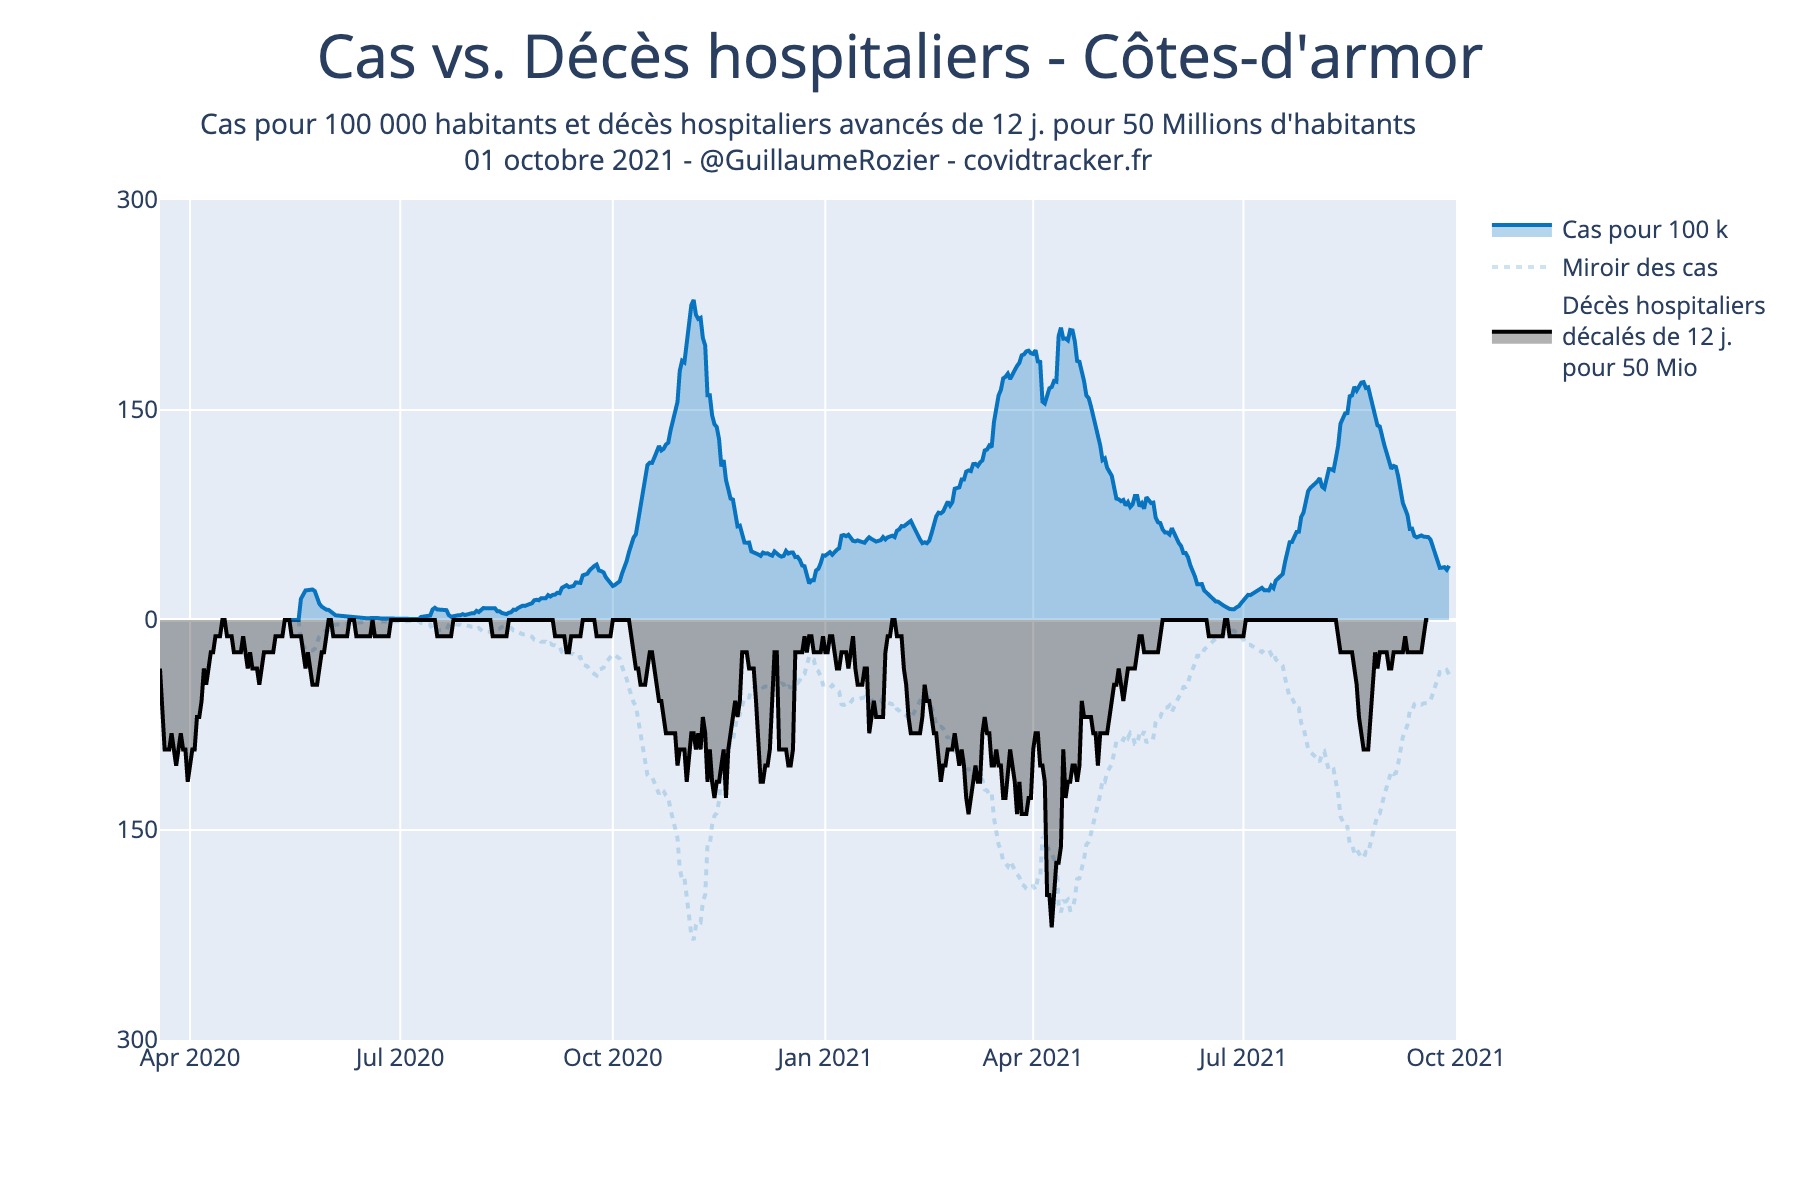 Cas vs. Décès hospitaliers - Côtes-d'armor
Cas pour 100 000 habitants et décès hospitaliers avancés de 12 j. pour 50 Millions d'habitants
01 octobre 2021 - @GuillaumeRozier - covidtracker.fr
300
150
0
150
300
Apr 2020
Jul 2020
Oct 2020
Jan 2021
Apr 2021
Jul 2021
Oct 2021
Cas pour 100 k
Miroir des cas
Décès hospitaliers
décalés de 12 j.
pour 50 Mio